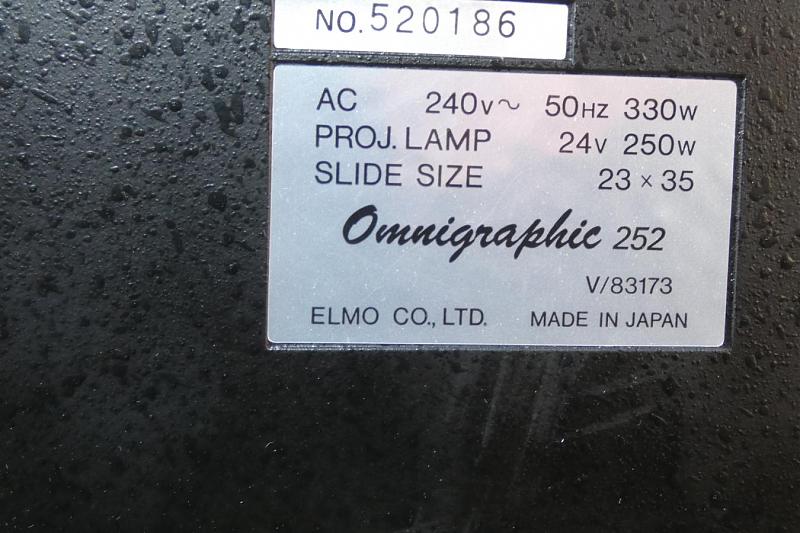 NO. 520186
AC 240V~ 50HZ 330W
PROJ. LAMP 24V 250W
SLIDE SIZE 23 × 35
Omnigraphic 252
V/83173
ELMO CO., LTD. MADE IN JAPAN